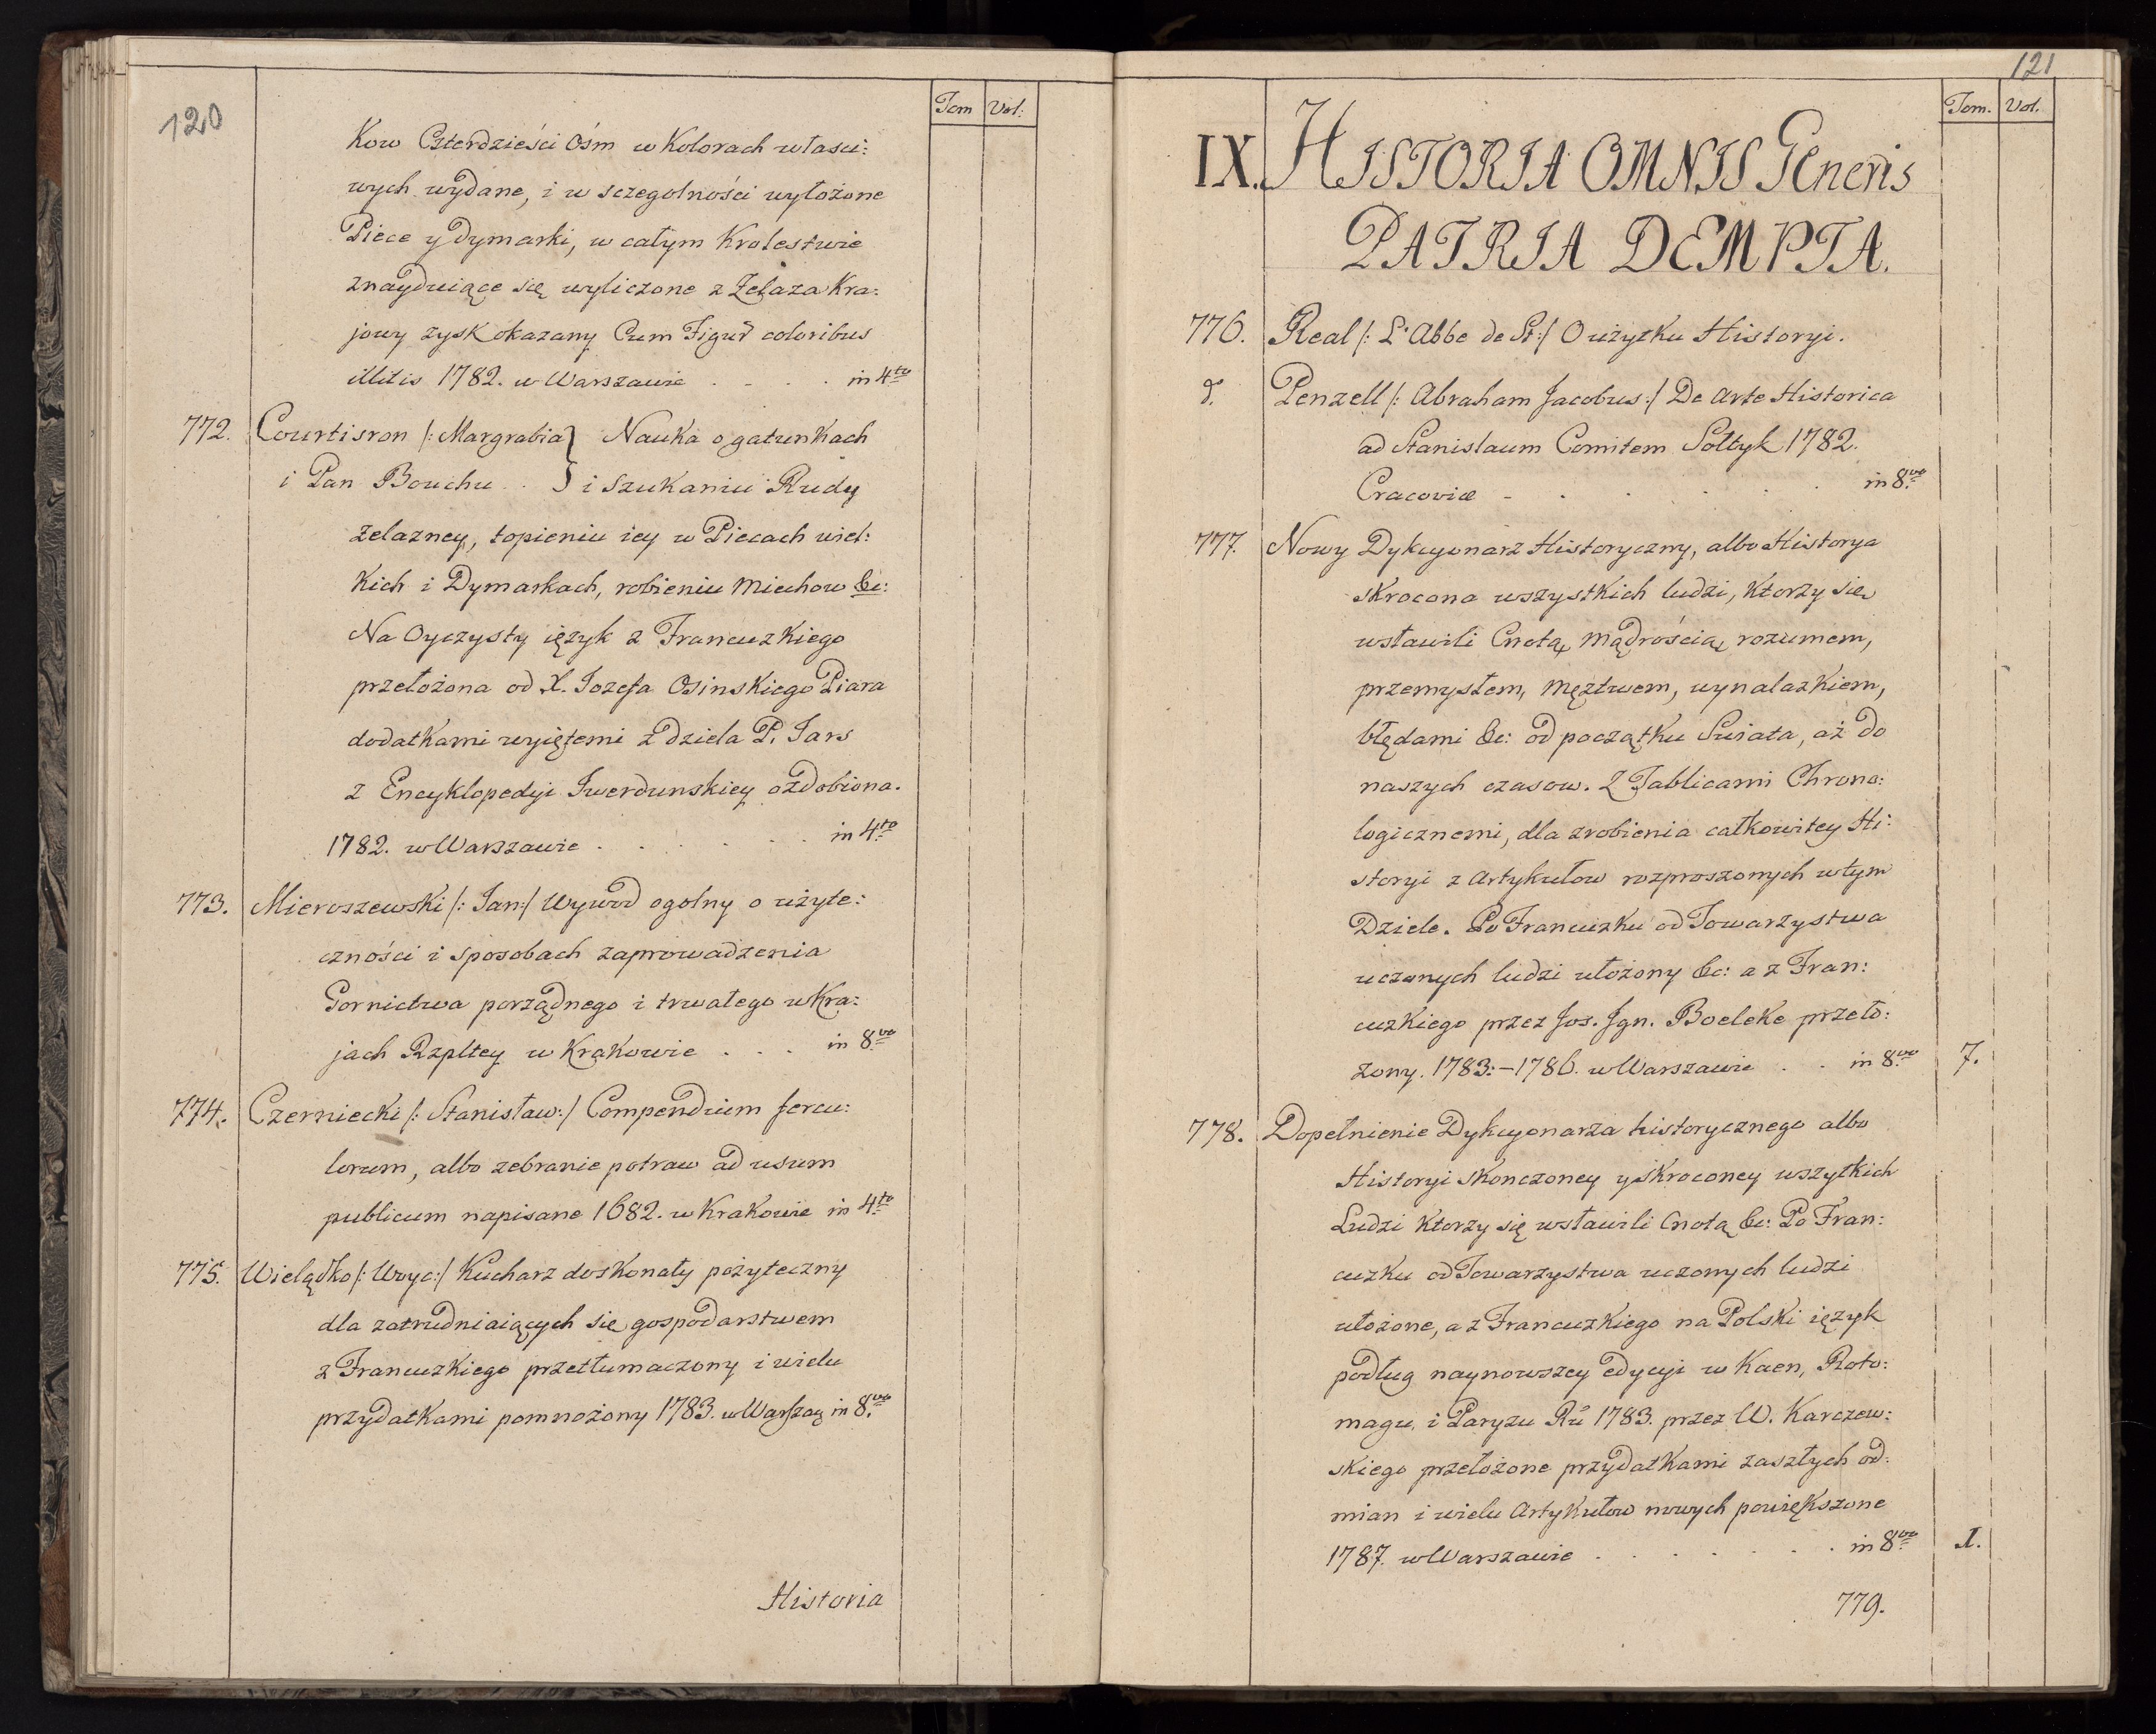 120
Tom Vol:
Kow Czterdzieści Ośm w Kolorach właści:
wych wydane, i w sczegolności wyłożone
Piece y dymarki, w całym Krolestwie
znayduiące się wyliczone z Żelaza Kra:
jowy zysk okazany Cum Figur coloribus
illitis 1782. w Warszawie . . . . in 4to
772. Courtisron /: Margrabia } Nauka o gatunkach
i Pan Bouchu . . } i Szukaniu Rudy
żelazney, topieniu iey w Piecach wiel:
kich i Dymarkach, robieniu Miechow &c:
Na Oyczysty ięzyk z Francuzkiego
przełożona od X. Iozefa Osinskiego Piara
dodatkami wyiętemi z dzieła P. Iars
z Encyklopedyi Iwerdunskiey ozdobiona.
1782. w Warszawie . . . . . . in 4to
773. Mieroszewski /: Ian:/ Wywod ogolny o użyte:
czności i sposobach zaprowadzenia
Gornictwa porządnego i trwałego w Kra:
jach Rzpltey w Krakowie . . . in 8vo
774. Czerniecki /: Stanisław:/ Compendium fercu:
lorum, albo zebranie potraw ad usum
publicum napisane 1682. w Krakowie in 4to
775. Wielądko /: Woyc:/ Kucharz doskonały pożyteczny
dla zatrudniaiących się gospodarstwem
z Francuzkiego przetłumaczony i wielu
przydatkami pomnożony 1783. w Warszaw in 8vo
Historia
121
Tom. Vol.
IX. HISTORIA OMNIS GEneris
PATRIA DEMPTA.
776. Real /: L'Abbe de St:/ O użytku Historyi.
d. Penzell /: Abraham Jacobus:/ De Arte Historica
ad Stanislaum Comitem Sołtyk 1782.
Cracoviæ . . . . . . in 8vo
777. Nowy Dykcyonarz Historyczny, albo Historya
skrocona wszystkich ludzi, ktorzy się
wsławili Cnotą, Mądrością, rozumem,
przemysłem, Męztwem, wynalazkiem,
błędami &c: od początku Swiata, aż do
naszych czasow. Z Tablicami Chrono:
logicznemi, dla zrobienia całkowitey Hi:
storyi z Artykułow rozproszonych w tym
Dziele. Po Francuzku od Towarzystwa
uczonych ludzi ułożony &c: a z Fran:
cuzkiego przez Jos. Ign. Boelcke przeło:
żony. 1783:–1786. w Warszawie . . in 8vo 7.
778. Dopełnienie Dykcyonarza historycznego albo
Historyi skonczoney y skroconey wszytkich
Ludzi ktorzy się wsławili Cnotą &c: Po Fran:
cuzku od Towarzystwa uczonych ludzi
ułożone, a z Francuzkiego na Polski ięzyk
podług naynowszey edycyi w Kaen, Roto:
magu, i Paryzu Ru 1783. przez W. Karczew:
skiego przełożone przydatkami zaszłych od:
mian i wielu Artykułow nowych powiększone
1787. w Warszawie . . . . . . in 8vo 1.
779.